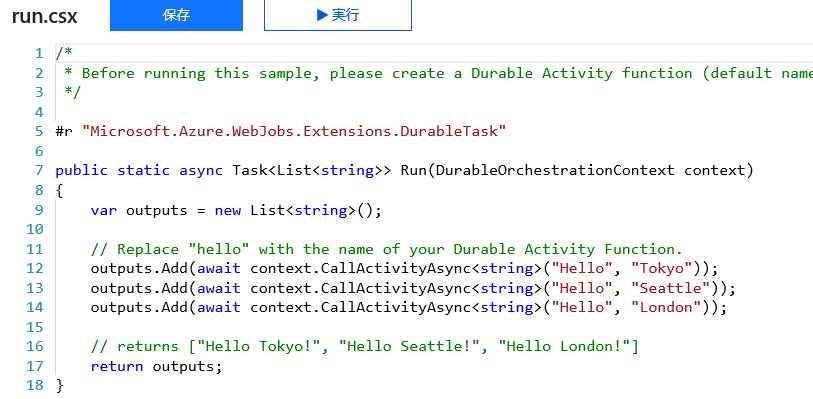 run.csx
保存
▶ 実行
1 /*
2  * Before running this sample, please create a Durable Activity function (default name
3  */
4
5 #r "Microsoft.Azure.WebJobs.Extensions.DurableTask"
6
7 public static async Task<List<string>> Run(DurableOrchestrationContext context)
8 {
9     var outputs = new List<string>();
10
11     // Replace "hello" with the name of your Durable Activity Function.
12     outputs.Add(await context.CallActivityAsync<string>("Hello", "Tokyo"));
13     outputs.Add(await context.CallActivityAsync<string>("Hello", "Seattle"));
14     outputs.Add(await context.CallActivityAsync<string>("Hello", "London"));
15
16     // returns ["Hello Tokyo!", "Hello Seattle!", "Hello London!"]
17     return outputs;
18 }